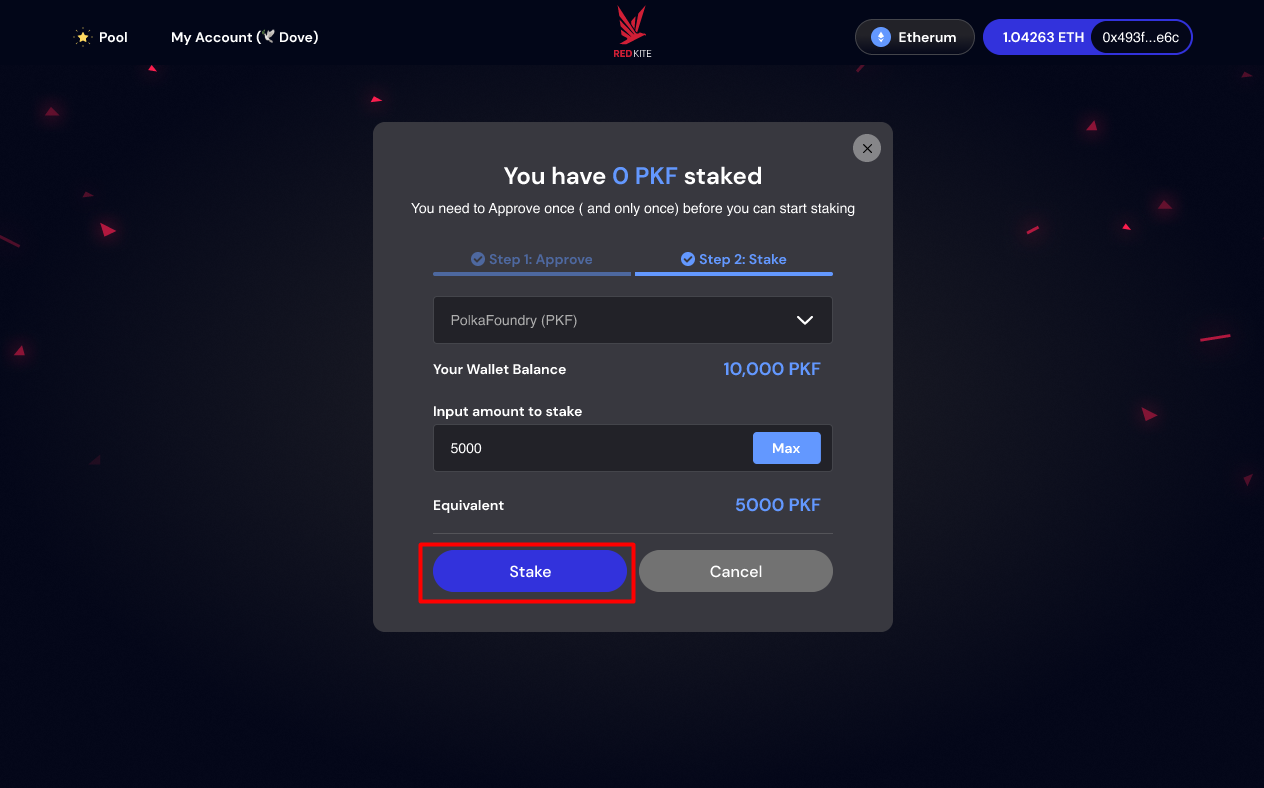 Pool
My Account (🕊 Dove)
REDKITE
Etherum
1.04263 ETH
0x493f...e6c
You have 0 PKF staked
You need to Approve once ( and only once) before you can start staking
Step 1: Approve
Step 2: Stake
PolkaFoundry (PKF)
Your Wallet Balance
10,000 PKF
Input amount to stake
5000
Max
Equivalent
5000 PKF
Stake
Cancel